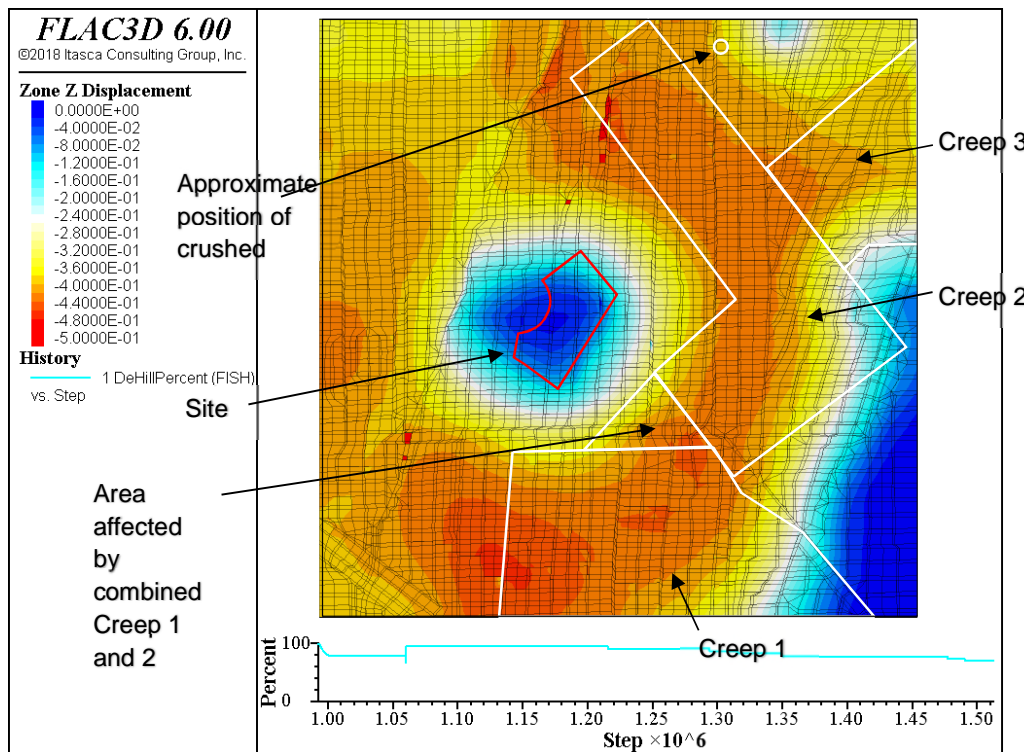 FLAC3D 6.00
©2018 Itasca Consulting Group, Inc.
Zone Z Displacement
0.0000E+00
-4.0000E-02
-8.0000E-02
-1.2000E-01
-1.6000E-01
-2.0000E-01
-2.4000E-01
-2.8000E-01
-3.2000E-01
-3.6000E-01
-4.0000E-01
-4.4000E-01
-4.8000E-01
-5.0000E-01
History
1 DeHillPercent (FISH)
vs. Step
Approximate
position of
crushed
Site
Area
affected
by
combined
Creep 1
and 2
Creep 3
Creep 2
Creep 1
Percent
100
0
1.00 1.05 1.10 1.15 1.20 1.25 1.30 1.35 1.40 1.45 1.50
Step ×10^6